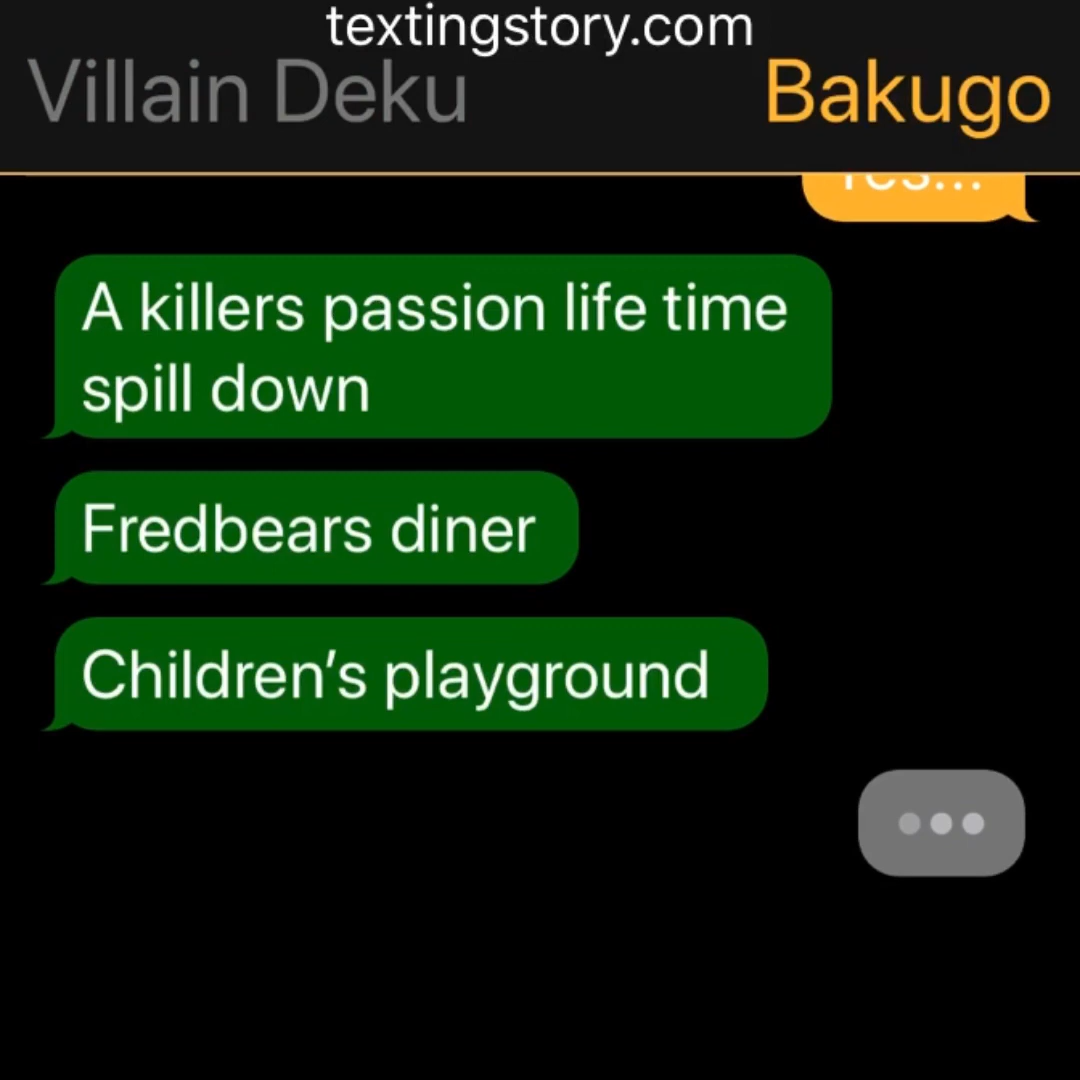 textingstory.com
Villain Deku Bakugo
A killers passion life time
spill down
Fredbears diner
Children’s playground